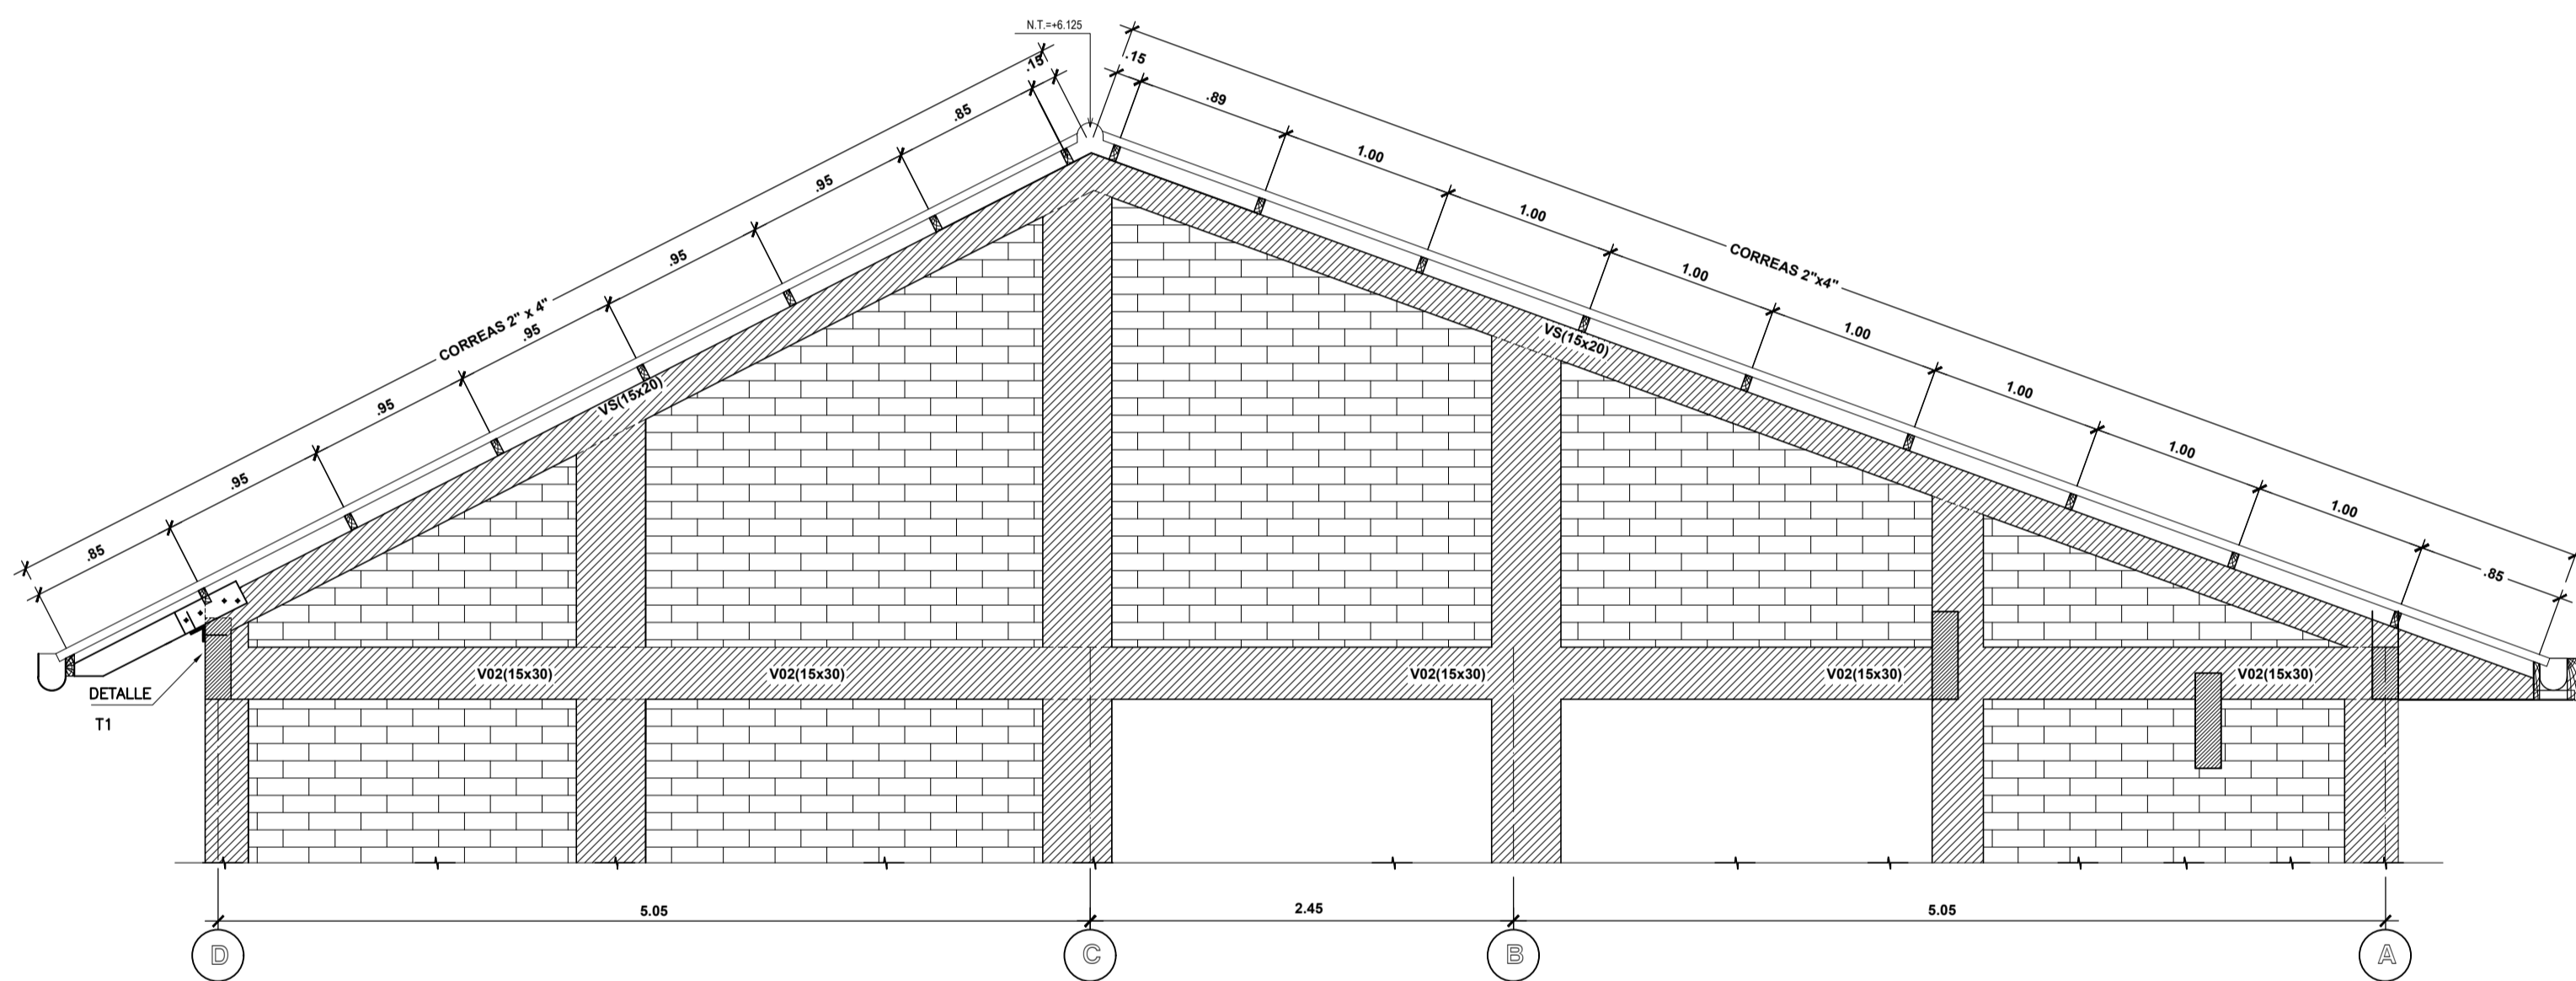 N.T.=+6.125
.15
.15
.85
.89
.95
1.00
.95
1.00
.95
1.00
.95
1.00
.95
1.00
.85
1.00
1.00
.85
CORREAS 2" x 4"
CORREAS 2"x4"
VS(15x20)
VS(15x20)
V02(15x30)
V02(15x30)
V02(15x30)
V02(15x30)
V02(15x30)
DETALLE
T1
5.05
2.45
5.05
D
C
B
A